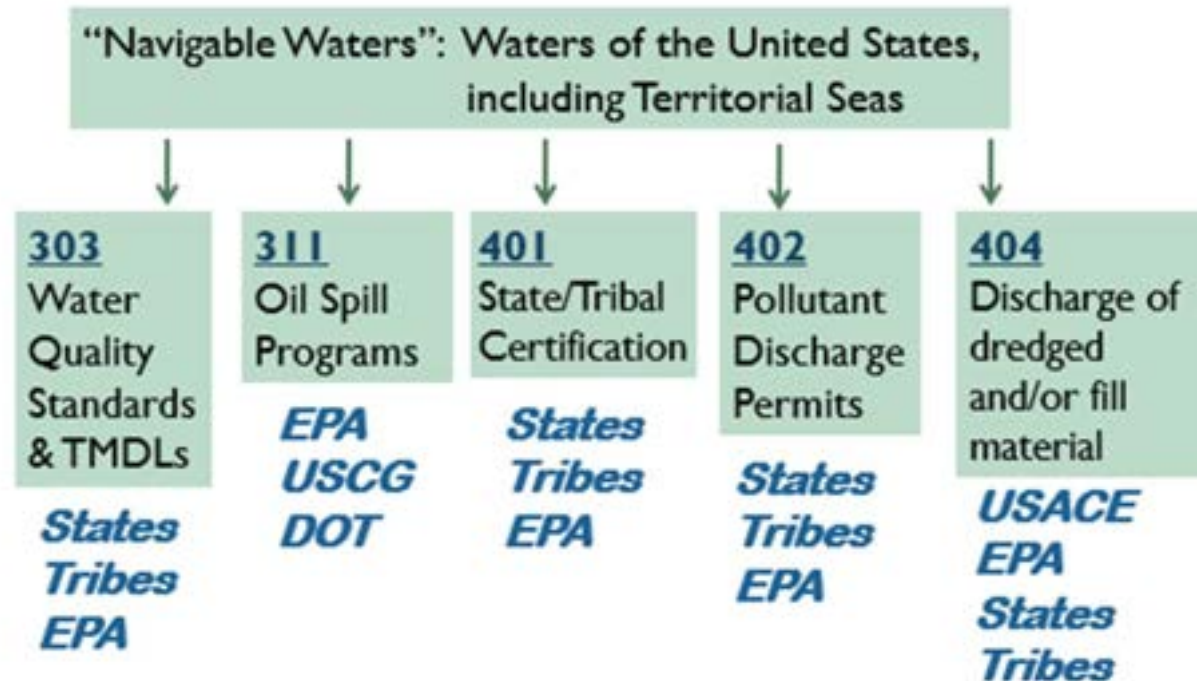 “Navigable Waters”: Waters of the United States,
including Territorial Seas
303
Water
Quality
Standards
& TMDLs
States
Tribes
EPA
311
Oil Spill
Programs
EPA
USCG
DOT
401
State/Tribal
Certification
States
Tribes
EPA
402
Pollutant
Discharge
Permits
States
Tribes
EPA
404
Discharge of
dredged
and/or fill
material
USACE
EPA
States
Tribes